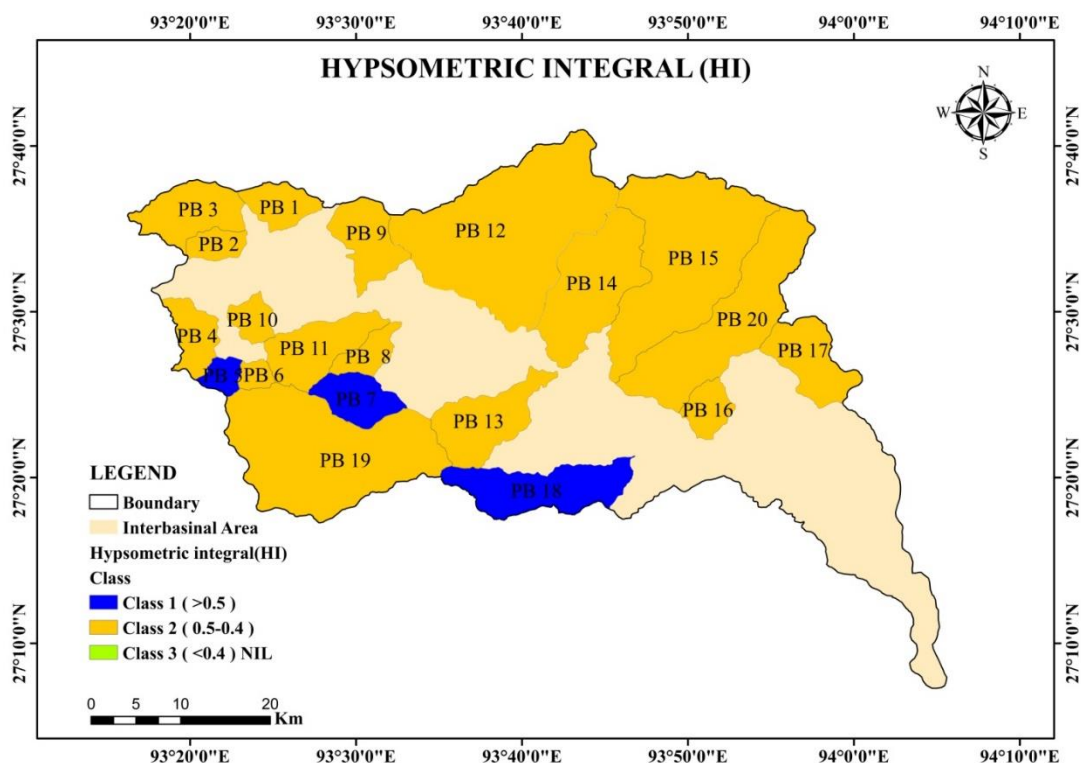 93°20'0"E 93°30'0"E 93°40'0"E 93°50'0"E 94°0'0"E 94°10'0"E
HYPSOMETRIC INTEGRAL (HI)
N
W E
S
27°40'0"N 27°40'0"N
PB 3 PB 1
PB 2 PB 9 PB 12
PB 15
PB 14
27°30'0"N 27°30'0"N
PB 4 PB 10
PB 11 PB 8
PB 20
PB 17
PB 5 PB 6
PB 7
PB 16
PB 13
PB 19
PB 18
27°20'0"N 27°20'0"N
LEGEND
Boundary
Interbasinal Area
Hypsometric integral(HI)
Class
Class 1 ( >0.5 )
Class 2 ( 0.5-0.4 )
Class 3 ( <0.4 ) NIL
27°10'0"N 27°10'0"N
0 5 10 20
Km
93°20'0"E 93°30'0"E 93°40'0"E 93°50'0"E 94°0'0"E 94°10'0"E